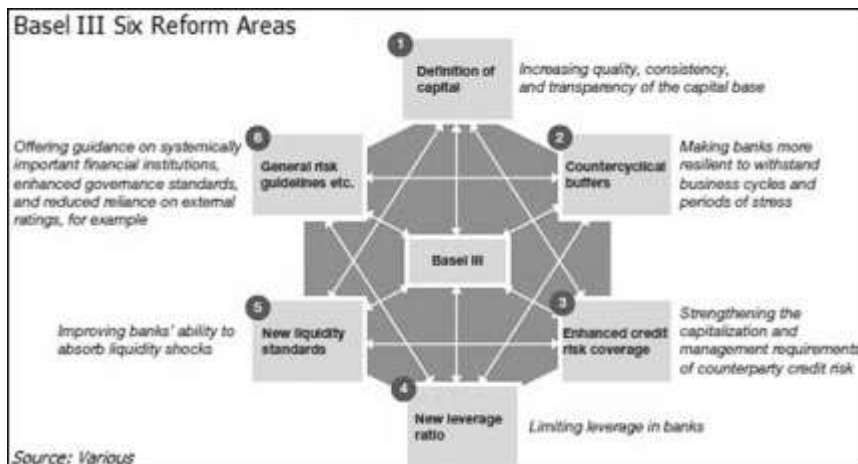 Basel III Six Reform Areas
1
Definition of
capital
Increasing quality, consistency,
and transparency of the capital base
6
General risk
guidelines etc.
Offering guidance on systemically
important financial institutions,
enhanced governance standards,
and reduced reliance on external
ratings, for example
2
Countercyclical
buffers
Making banks more
resilient to withstand
business cycles and
periods of stress
Basel III
5
New liquidity
standards
Improving banks' ability to
absorb liquidity shocks
3
Enhanced credit
risk coverage
Strengthening the
capitalization and
management requirements
of counterparty credit risk
4
New leverage
ratio
Limiting leverage in banks
Source: Various